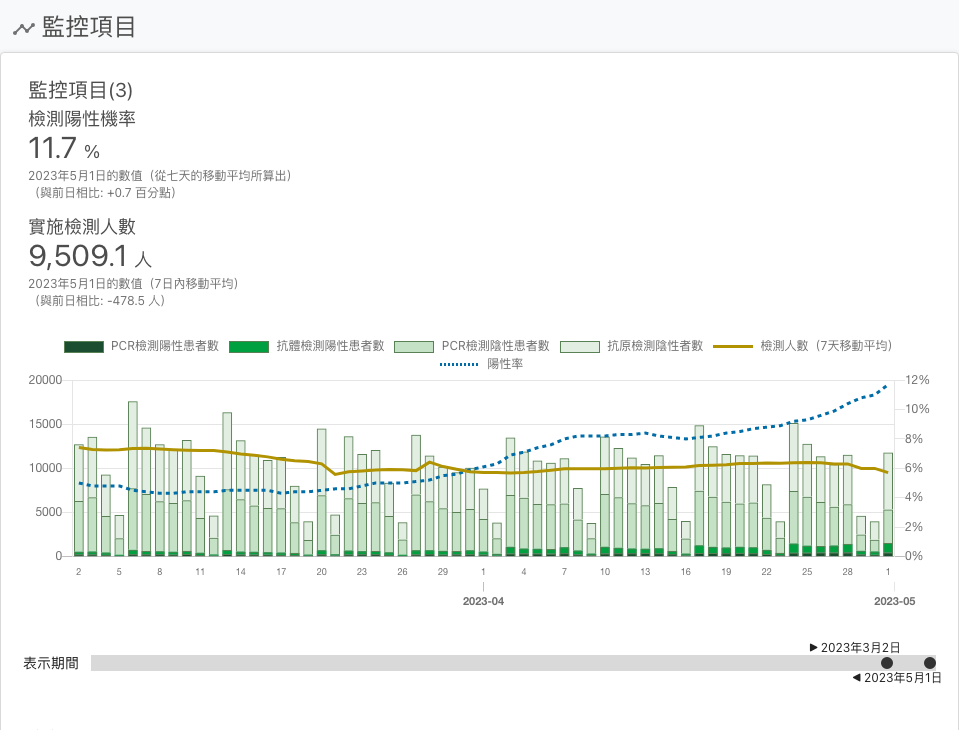 監控項目
監控項目(3)
檢測陽性機率
11.7 %
2023年5月1日的數值（從七天的移動平均所算出）
（與前日相比: +0.7 百分點）
實施檢測人數
9,509.1 人
2023年5月1日的數值（7日內移動平均）
（與前日相比: -478.5 人）
PCR檢測陽性患者數 抗體檢測陽性患者數 PCR檢測陰性患者數 抗原檢測陰性者數 檢測人數（7天移動平均）
陽性率
20000 12%
10%
15000
8%
10000 6%
4%
5000
2%
0 0%
2 5 8 11 14 17 20 23 26 29 1 4 7 10 13 16 19 22 25 28 1
2023-04 2023-05
▶ 2023年3月2日
表示期間
◀ 2023年5月1日